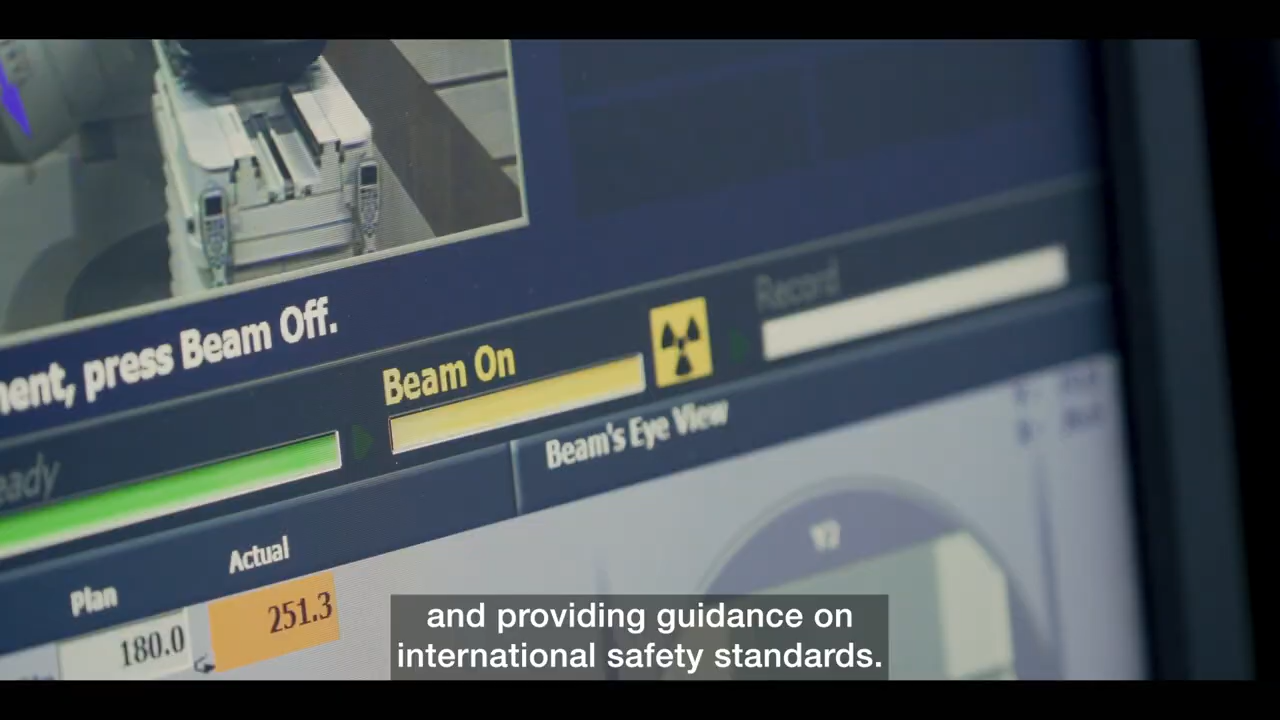 ment, press Beam Off.
Beam On
Record
eady
Beam's Eye View
Y2
Plan
Actual
180.0
251.3
and providing guidance on
international safety standards.